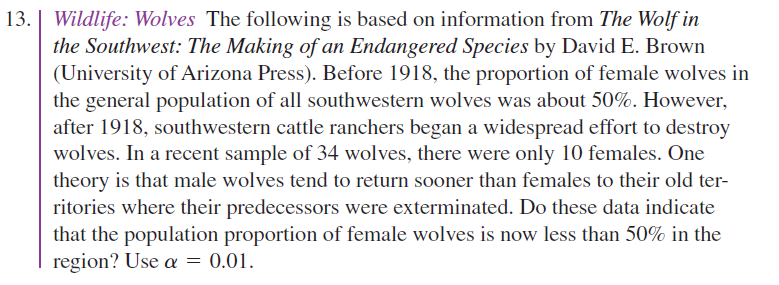 13. Wildlife: Wolves The following is based on information from The Wolf in
the Southwest: The Making of an Endangered Species by David E. Brown
(University of Arizona Press). Before 1918, the proportion of female wolves in
the general population of all southwestern wolves was about 50%. However,
after 1918, southwestern cattle ranchers began a widespread effort to destroy
wolves. In a recent sample of 34 wolves, there were only 10 females. One
theory is that male wolves tend to return sooner than females to their old ter-
ritories where their predecessors were exterminated. Do these data indicate
that the population proportion of female wolves is now less than 50% in the
region? Use α = 0.01.